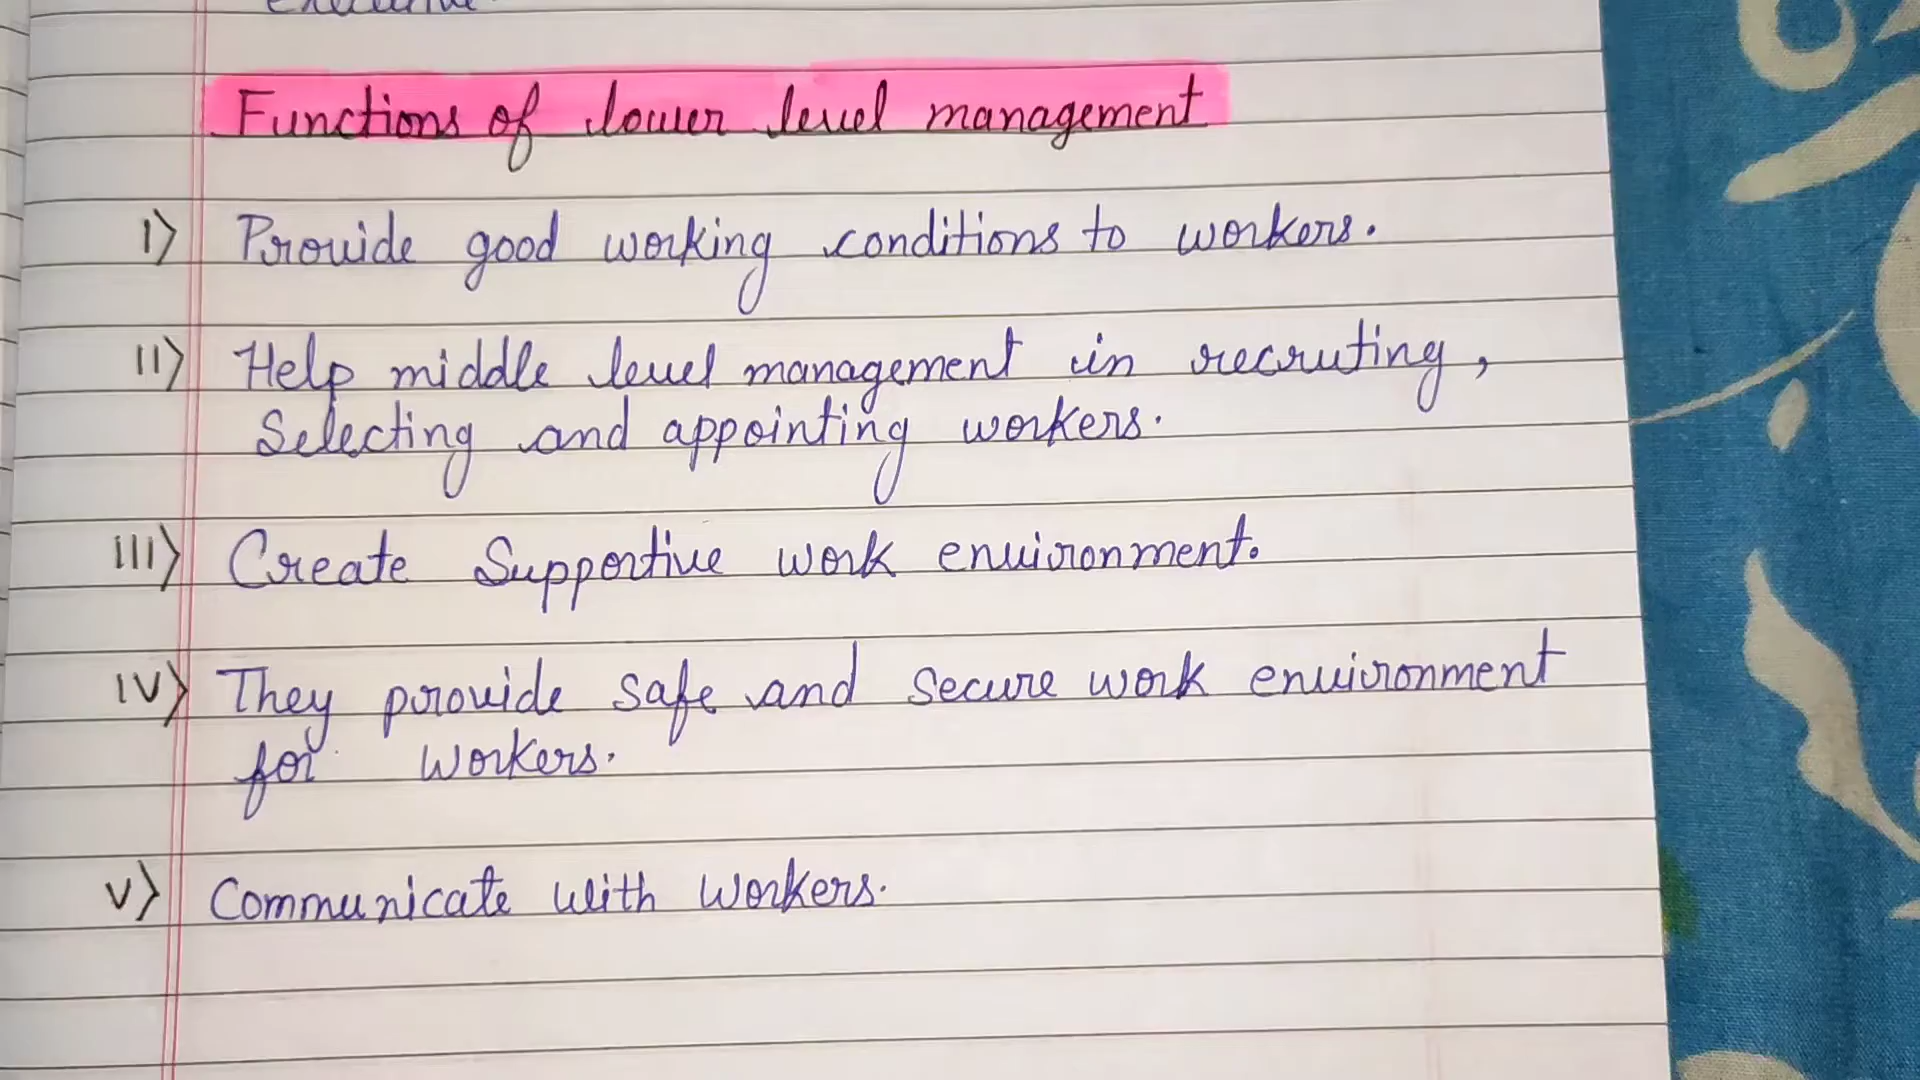 Functions of lower level management
I) Provide good working conditions to workers.
II) Help middle level management in recruting,
Selecting and appointing workers.
III) Create Supportive work environment.
IV) They provide safe and secure work environment
for workers.
V) Communicate with workers.